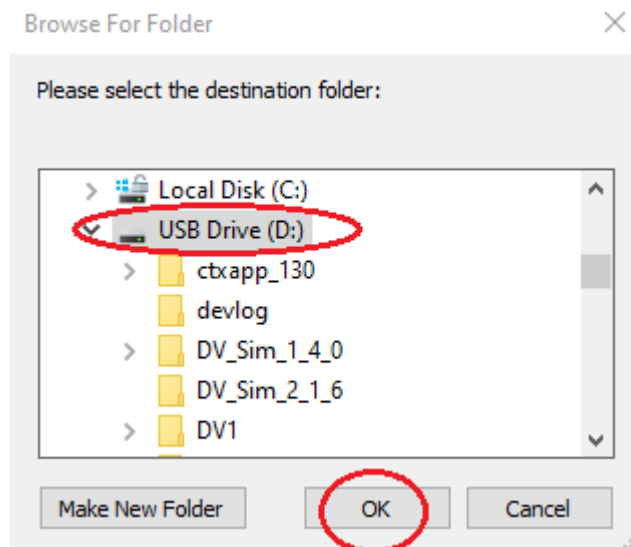 Browse For Folder
Please select the destination folder:
Local Disk (C:)
USB Drive (D:)
ctxapp_130
devlog
DV_Sim_1_4_0
DV_Sim_2_1_6
DV1
Make New Folder OK Cancel